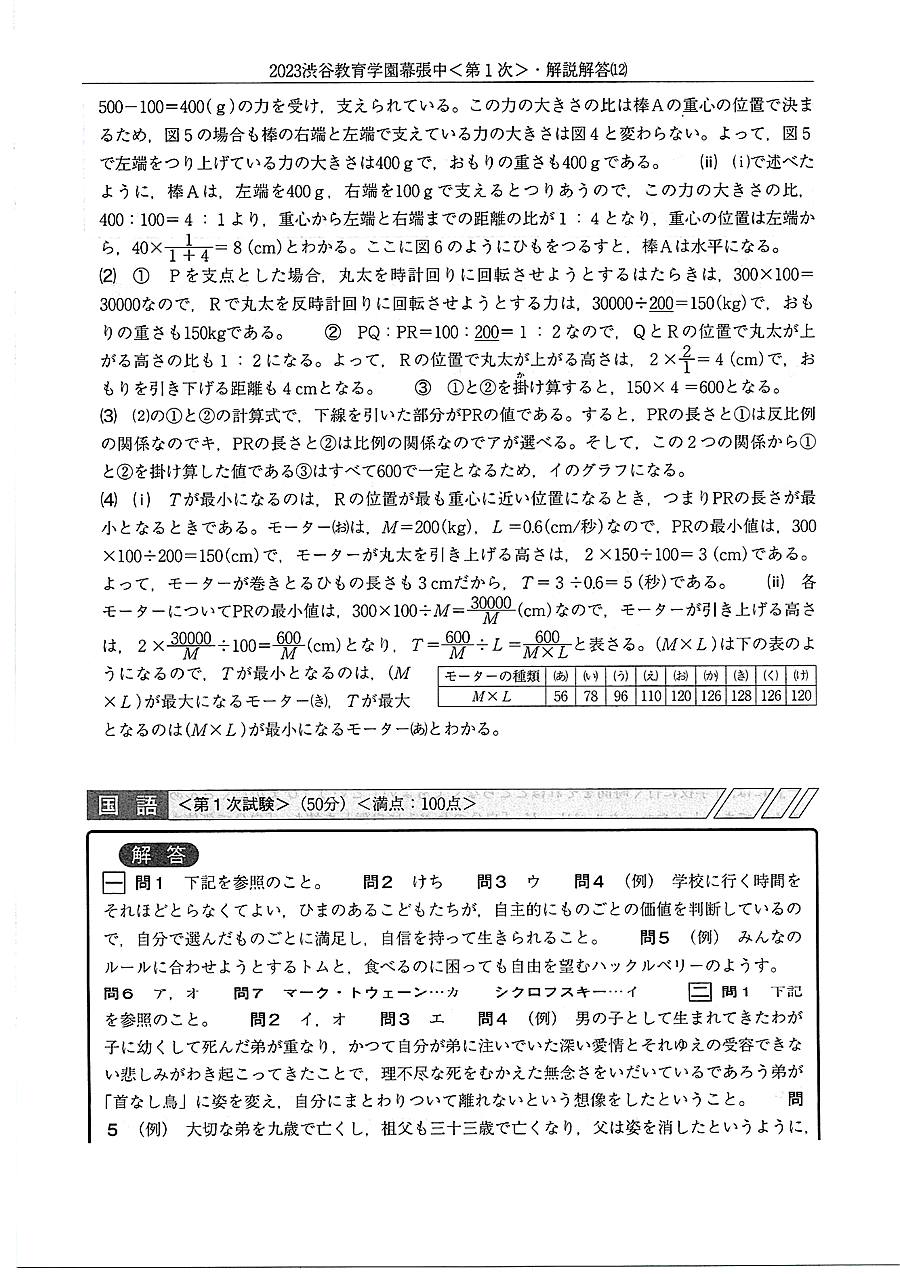 2023渋谷教育学園幕張中<第1次>・解説解答⑿
500−100=400(g)の力を受け，支えられている。この力の大きさの比は棒Aの重心の位置で決ま
るため，図5の場合も棒の右端と左端で支えている力の大きさは図4と変わらない。よって，図5
で左端をつり上げている力の大きさは400gで，おもりの重さも400gである。　(ii)　(i)で述べた
ように，棒Aは，左端を400g，右端を100gで支えるとつりあうので，この力の大きさの比，
400：100＝4：1より，重心から左端と右端までの距離の比が1：4となり，重心の位置は左端か
ら，40×1/(1＋4)＝8(cm)とわかる。ここに図6のようにひもをつるすと，棒Aは水平になる。
⑵　①　Pを支点とした場合，丸太を時計回りに回転させようとするはたらきは，300×100＝
30000なので，Rで丸太を反時計回りに回転させようとする力は，30000÷200＝150(kg)で，おも
りの重さも150kgである。　②　PQ：PR＝100：200＝1：2なので，QとRの位置で丸太が上
がる高さの比も1：2になる。よって，Rの位置で丸太が上がる高さは，2×2/1＝4(cm)で，お
もりを引き下げる距離も4cmとなる。　③　①と②を掛け算すると，150×4＝600となる。
⑶　⑵の①と②の計算式で，下線を引いた部分がPRの値である。すると，PRの長さと①は反比例
の関係なのでキ，PRの長さと②は比例の関係なのでアが選べる。そして，この2つの関係から①
と②を掛け算した値である③はすべて600で一定となるため，イのグラフになる。
⑷　(i)　Tが最小になるのは，Rの位置が最も重心に近い位置になるとき，つまりPRの長さが最
小となるときである。モーター(お)は，M＝200(kg)，L＝0.6(cm/秒)なので，PRの最小値は，300
×100÷200＝150(cm)で，モーターが丸太を引き上げる高さは，2×150÷100＝3(cm)である。
よって，モーターが巻きとるひもの長さも3cmだから，T＝3÷0.6＝5(秒)である。　(ii)　各
モーターについてPRの最小値は，300×100÷M＝30000/M(cm)なので，モーターが引き上げる高さ
は，2×30000/M÷100＝600/M(cm)となり，T＝600/M÷L＝600/(M×L)と表さる。(M×L)は下の表のよ
うになるので，Tが最小となるのは，(M
×L)が最大になるモーター(き)，Tが最大
となるのは(M×L)が最小になるモーター(あ)とわかる。
モーターの種類 (あ) (い) (う) (え) (お) (か) (き) (く) (け)
M×L 56 78 96 110 120 126 128 126 120
国語　<第1次試験>　(50分)　<満点：100点>
解答
一　問1　下記を参照のこと。　問2　けち　問3　ウ　問4　(例)　学校に行く時間を
それほどとらなくてよい，ひまのあるこどもたちが，自主的にものごとの価値を判断しているの
で，自分で選んだものごとに満足し，自信を持って生きられること。　問5　(例)　みんなの
ルールに合わせようとするトムと，食べるのに困っても自由を望むハックルベリーのようす。
問6　ア，オ　問7　マーク・トウェーン…カ　シクロフスキー…イ　二　問1　下記
を参照のこと。　問2　イ，オ　問3　エ　問4　(例)　男の子として生まれてきたわが
子に幼くして死んだ弟が重なり，かつて自分が弟に注いでいた深い愛情とそれゆえの受容できな
い悲しみがわき起こってきたことで，理不尽な死をむかえた無念さをいだいているであろう弟が
「首なし鳥」に姿を変え，自分にまとわりついて離れないという想像をしたということ。　問
5　(例)　大切な弟を九歳で亡くし，祖父も三十三歳で亡くなり，父は姿を消したというように，